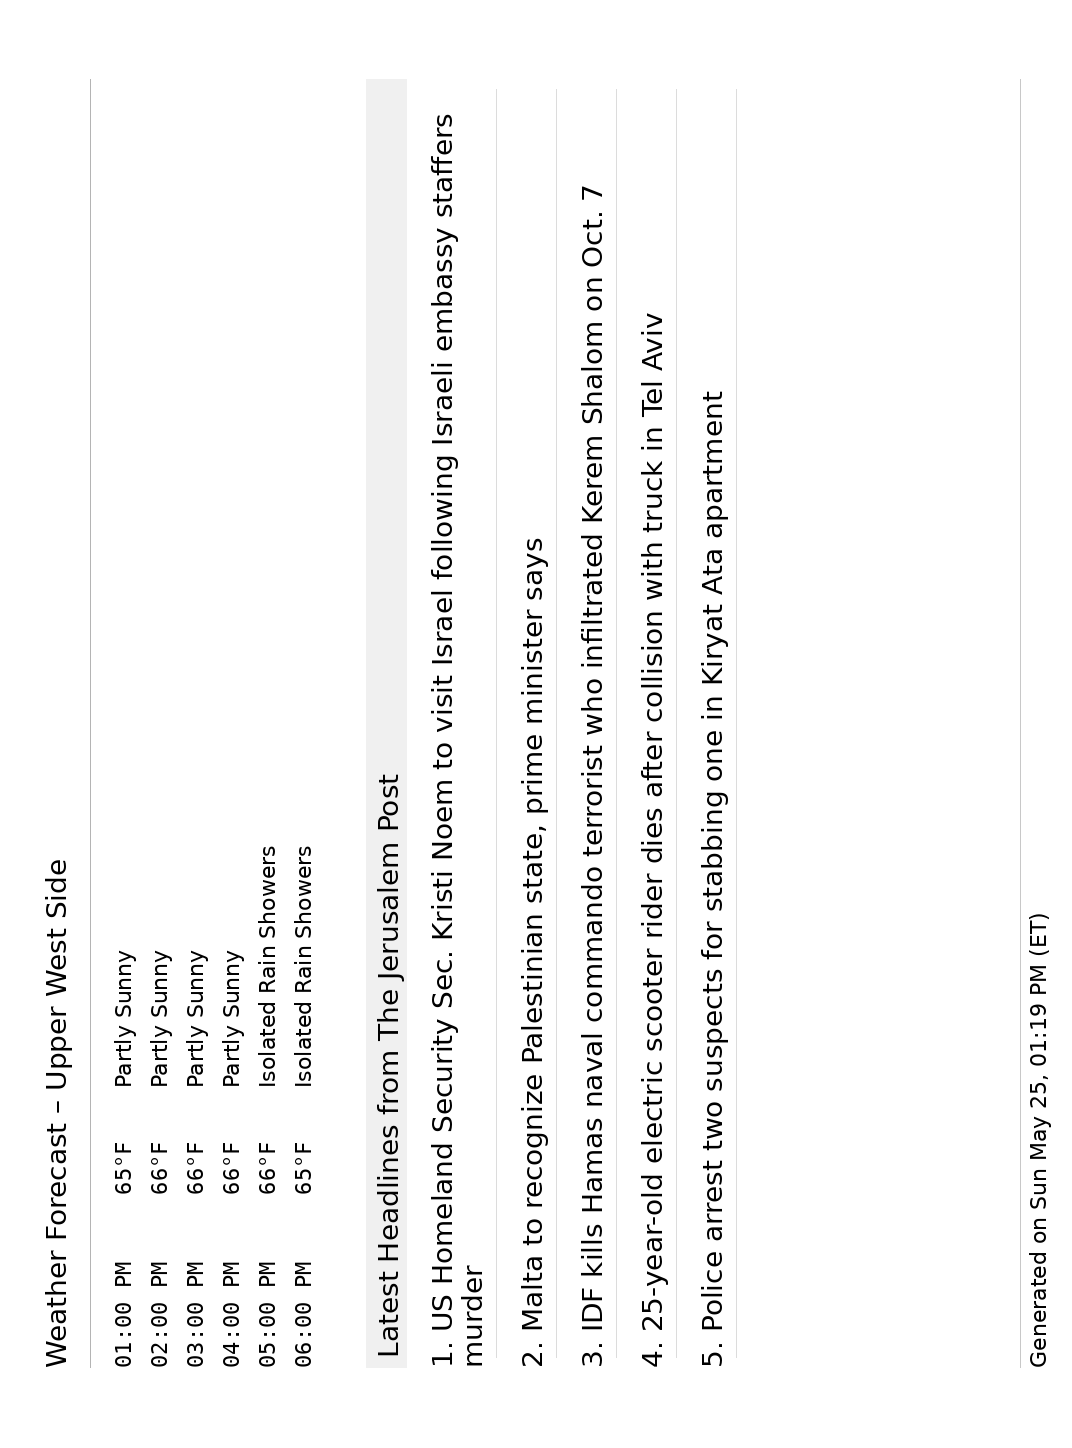 Weather Forecast – Upper West Side
01:00 PM 65°F Partly Sunny
02:00 PM 66°F Partly Sunny
03:00 PM 66°F Partly Sunny
04:00 PM 66°F Partly Sunny
05:00 PM 66°F Isolated Rain Showers
06:00 PM 65°F Isolated Rain Showers
Latest Headlines from The Jerusalem Post
1. US Homeland Security Sec. Kristi Noem to visit Israel following Israeli embassy staffers
murder
2. Malta to recognize Palestinian state, prime minister says
3. IDF kills Hamas naval commando terrorist who infiltrated Kerem Shalom on Oct. 7
4. 25-year-old electric scooter rider dies after collision with truck in Tel Aviv
5. Police arrest two suspects for stabbing one in Kiryat Ata apartment
Generated on Sun May 25, 01:19 PM (ET)